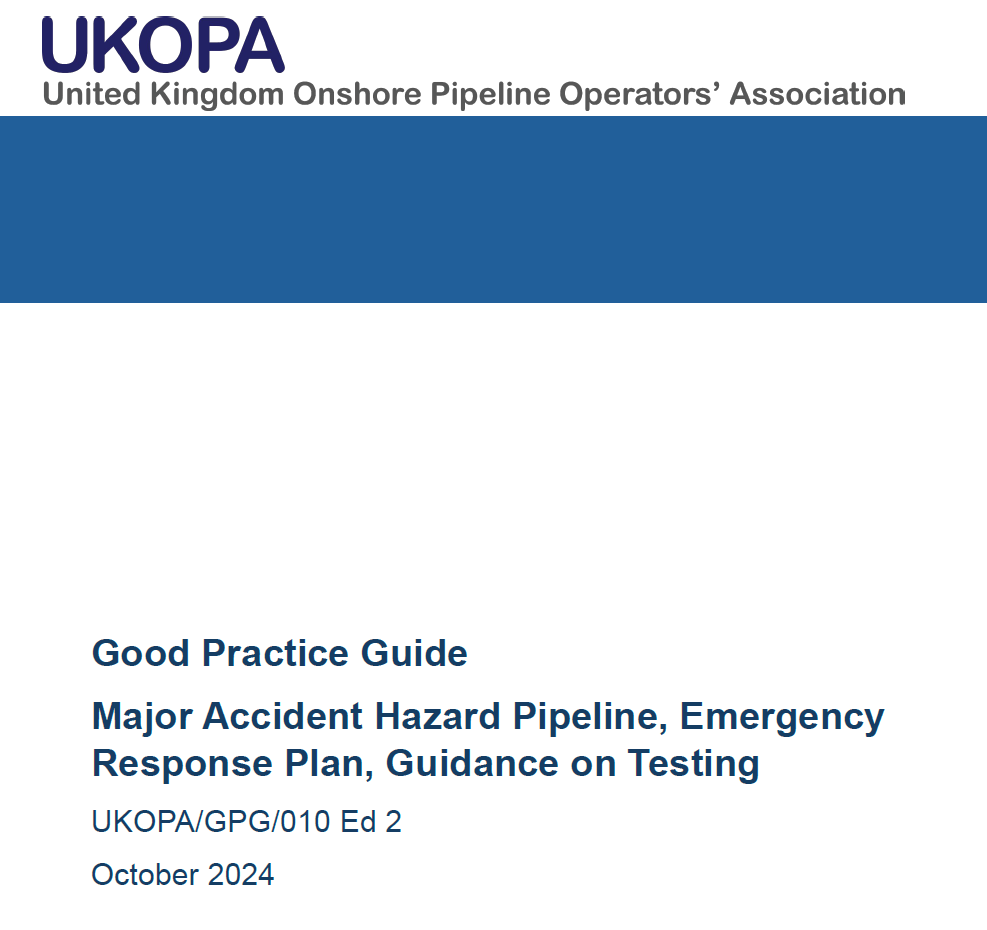 UKOPA
United Kingdom Onshore Pipeline Operators’ Association
Good Practice Guide
Major Accident Hazard Pipeline, Emergency
Response Plan, Guidance on Testing
UKOPA/GPG/010 Ed 2
October 2024